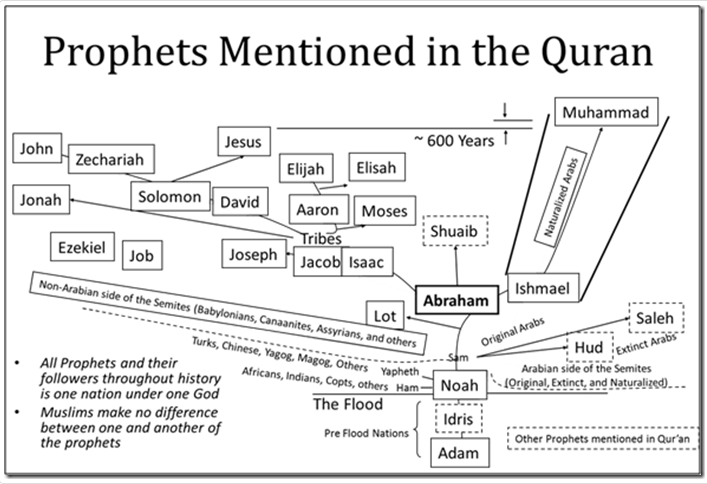 Prophets Mentioned in the Quran
Muhammad
~ 600 Years
Jesus
John
Zechariah
Elijah
Elisah
Naturalized Arabs
Solomon
David
Aaron
Moses
Jonah
Shuaib
Tribes
Ezekiel
Job
Joseph
Jacob
Isaac
Abraham
Ishmael
Non-Arabian side of the Semites (Babylonians, Canaanites, Assyrians, and others
Lot
Saleh
Original Arabs
Hud
Extinct Arabs
Turks, Chinese, Yagog, Magog, Others
Sam
Yapheth
Africans, Indians, Copts, others
Ham
Noah
Arabian side of the Semites
(Original, Extinct, and Naturalized)
• All Prophets and their
followers throughout history
is one nation under one God
• Muslims make no difference
between one and another of
the prophets
The Flood
Idris
Pre Flood Nations
Adam
Other Prophets mentioned in Qur'an